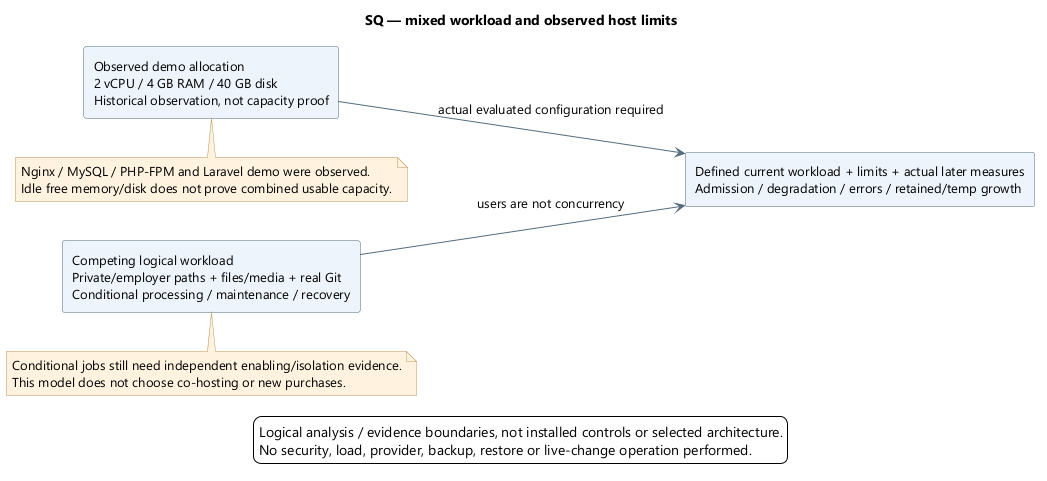 SQ — mixed workload and observed host limits
Observed demo allocation
2 vCPU / 4 GB RAM / 40 GB disk
Historical observation, not capacity proof
actual evaluated configuration required
Nginx / MySQL / PHP-FPM and Laravel demo were observed.
Idle free memory/disk does not prove combined usable capacity.
Defined current workload + limits + actual later measures
Admission / degradation / errors / retained/temp growth
users are not concurrency
Competing logical workload
Private/employer paths + files/media + real Git
Conditional processing / maintenance / recovery
Conditional jobs still need independent enabling/isolation evidence.
This model does not choose co-hosting or new purchases.
Logical analysis / evidence boundaries, not installed controls or selected architecture.
No security, load, provider, backup, restore or live-change operation performed.